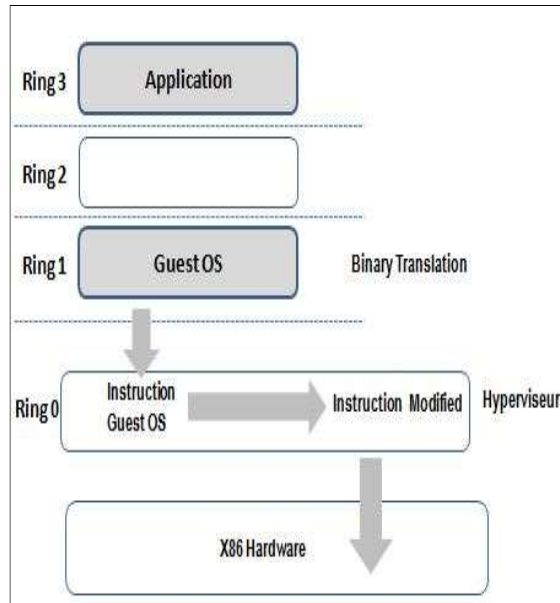 Ring 3
Application
Ring 2
Ring 1
Guest OS
Binary Translation
Ring 0
Instruction
Guest OS
Instruction Modified
Hyperviseur
X86 Hardware